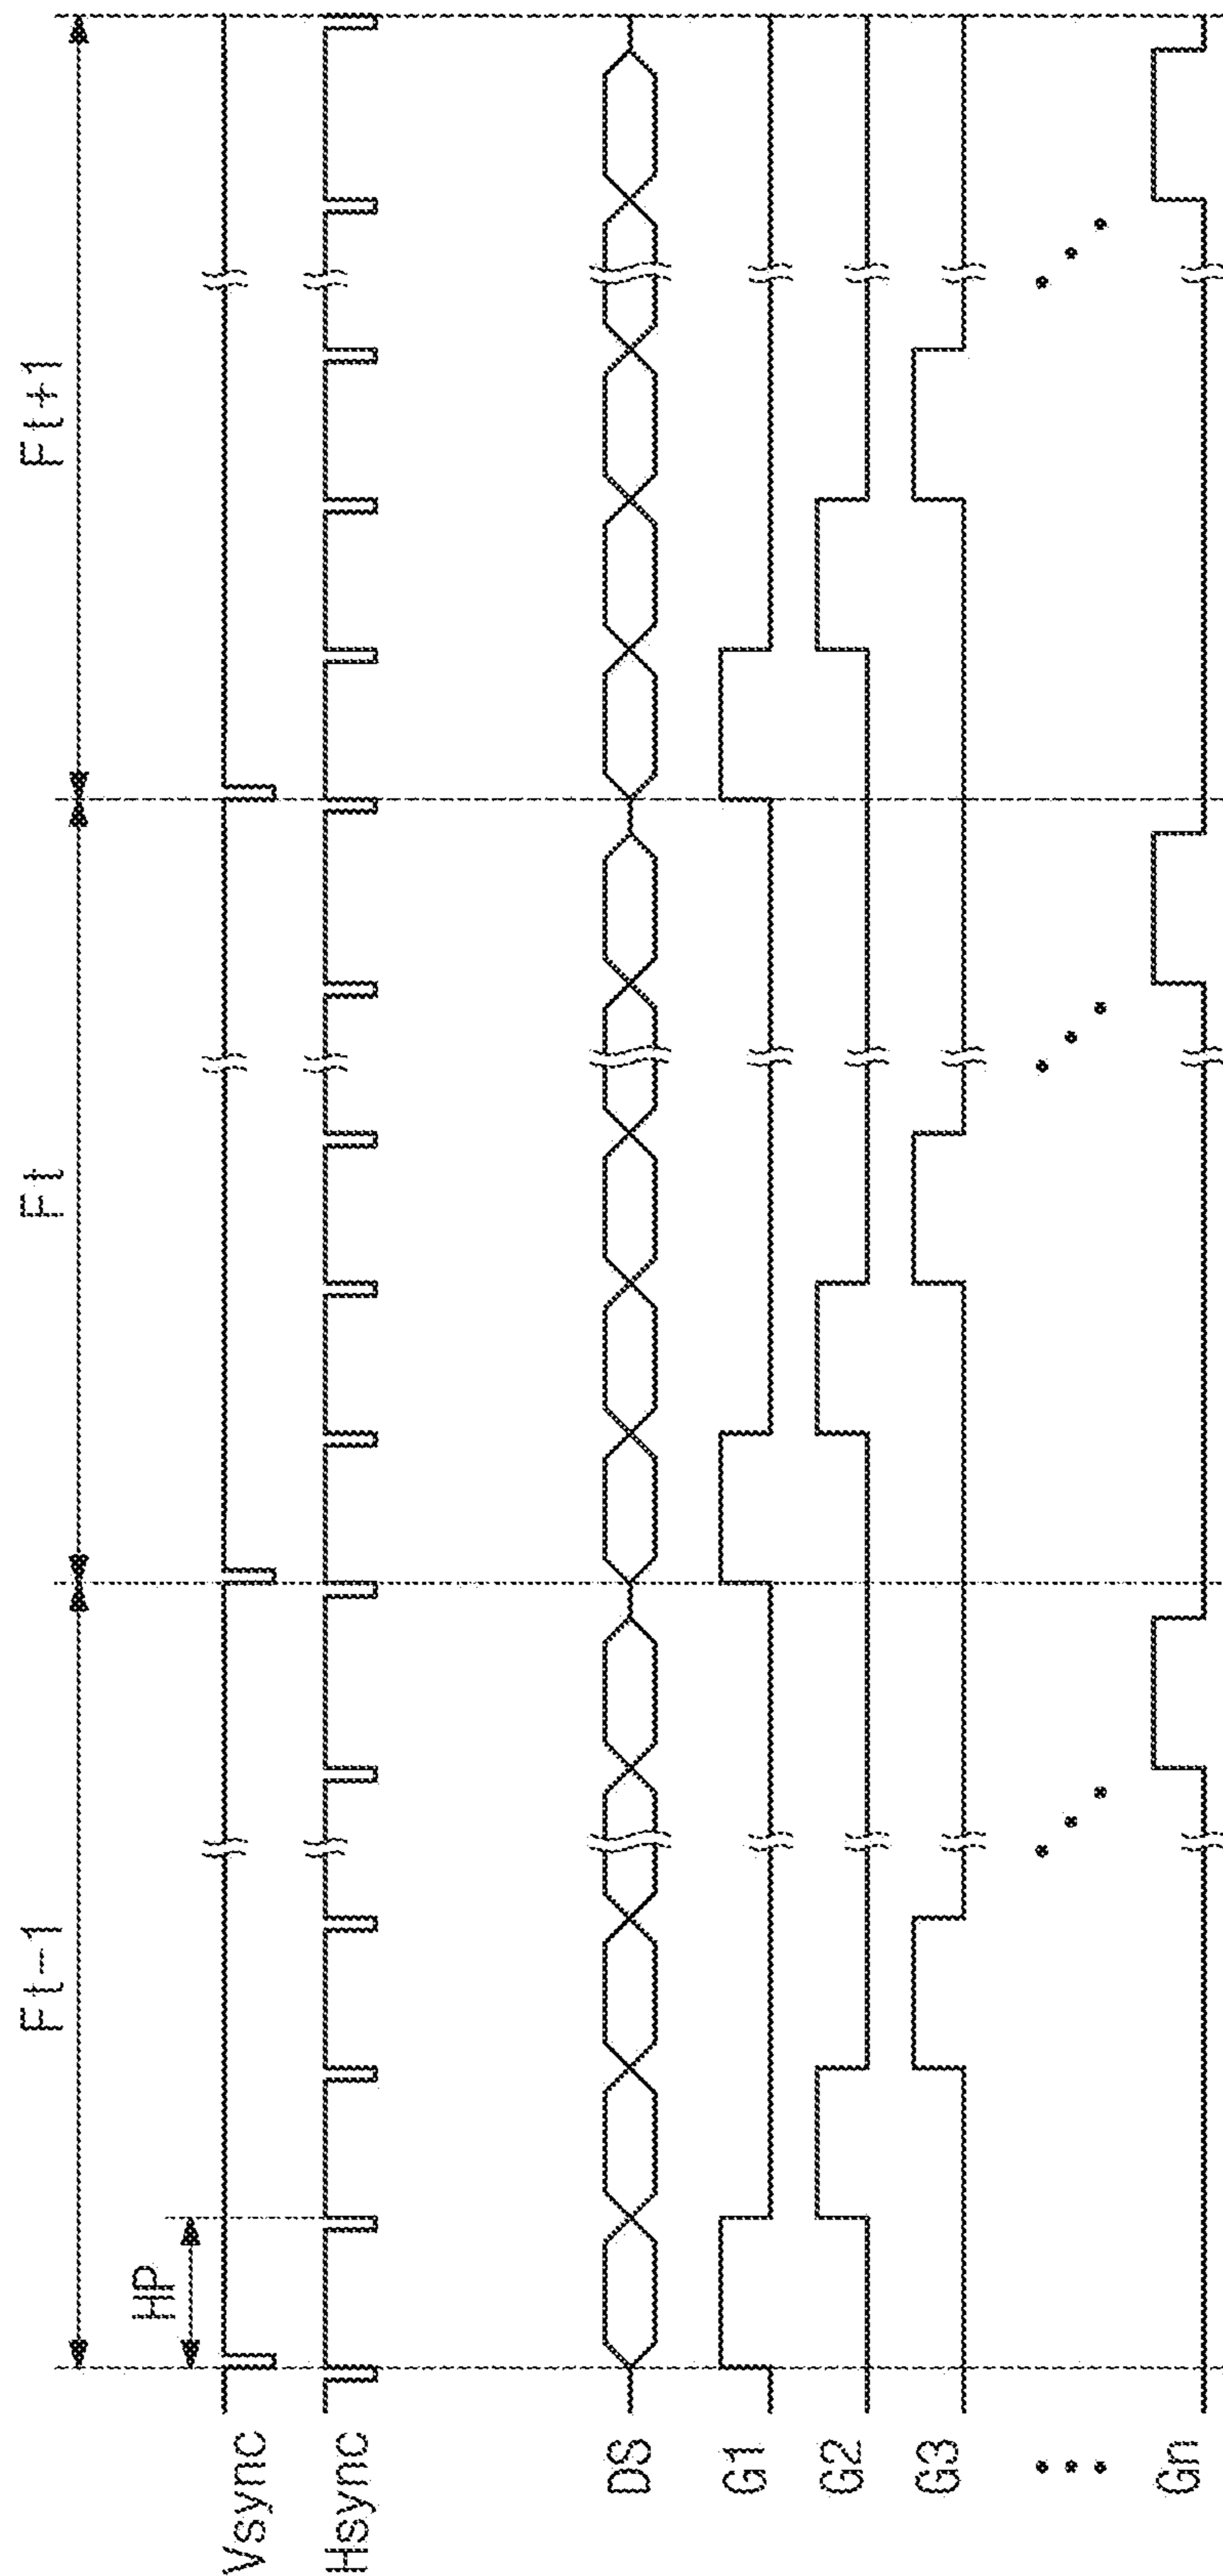 Ft-1
Ft
Ft+1
HP
Vsync
Hsync
DS
G1
G2
G3
Gn